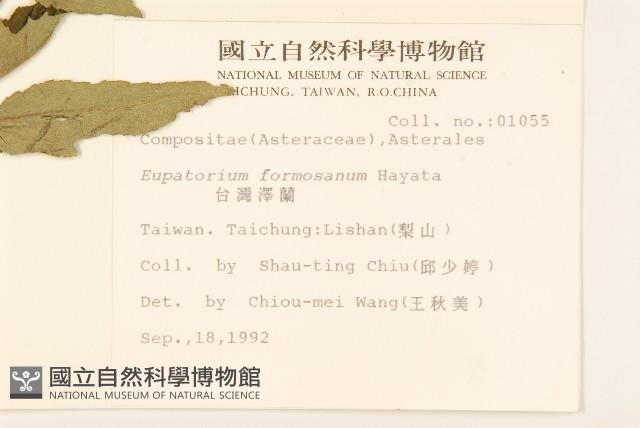 國立自然科學博物館
NATIONAL MUSEUM OF NATURAL SCIENCE
TAIWAN, R.O.CHINA
Coll. no.:01055
Compositae(Asteraceae),Asterales
Eupatorium formosanum Hayata
台灣澤蘭
Taiwan. Taichung:Lishan(梨山)
Coll. by Shau-ting Chiu(邱少婷)
Det. by Chiou-mei Wang(王秋美)
Sep.,18,1992
國立自然科學博物館
NATIONAL MUSEUM OF NATURAL SCIENCE